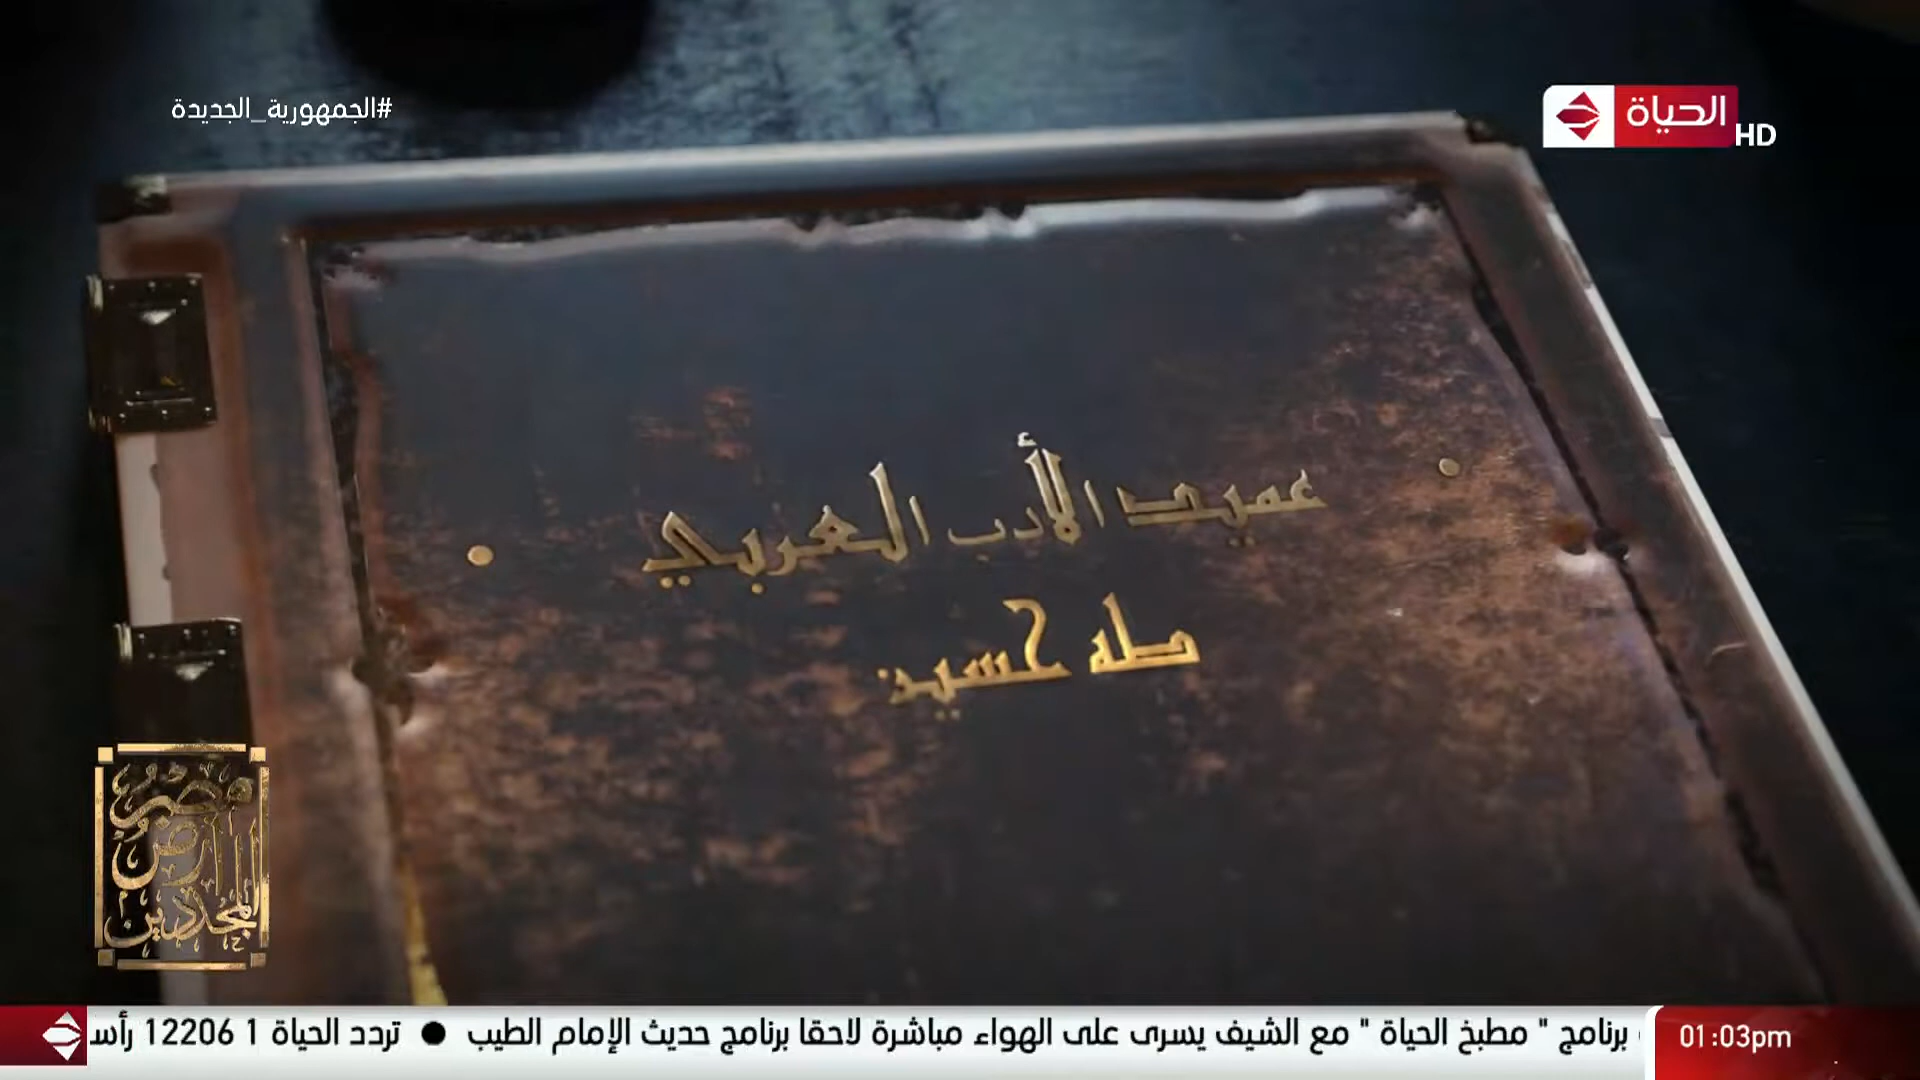 #الجمهورية_الجديدة
الحياة
HD
عميد الأدب العربي
طه حسين
مصر
أرض
المجددين
برنامج " مطبخ الحياة " مع الشيف يسرى على الهواء مباشرة لاحقا برنامج حديث الإمام الطيب ● تردد الحياة 1 12206 رأسـ
01:03pm